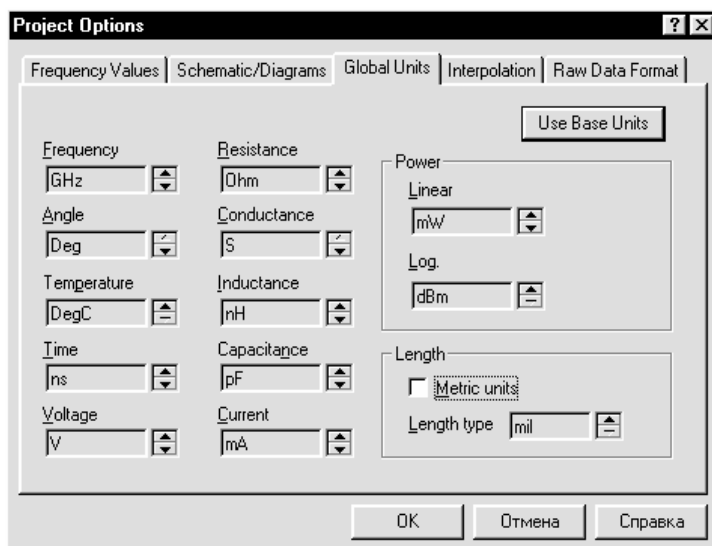 Project Options
Frequency Values Schematic/Diagrams Global Units Interpolation Raw Data Format
Use Base Units
Frequency
GHz
Angle
Deg
Temperature
DegC
Time
ns
Voltage
V
Resistance
Ohm
Conductance
S
Inductance
nH
Capacitance
pF
Current
mA
Power
Linear
mW
Log.
dBm
Length
Metric units
Length type mil
OK Отмена Справка